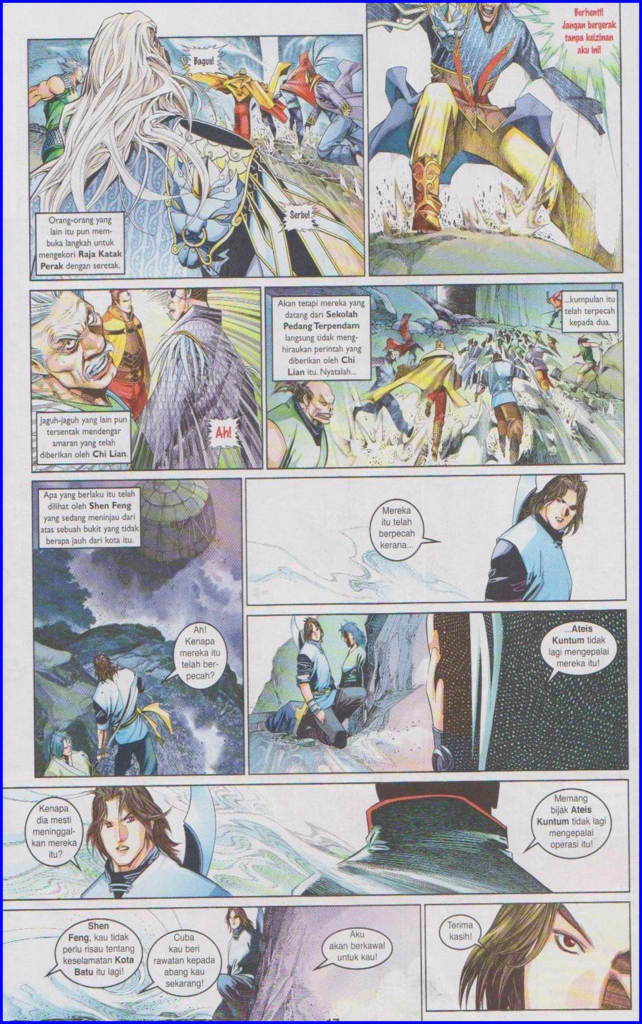 Bagus!
Serbu!
Orang-orang yang
lain itu pun mem-
buka langkah untuk
mengekori Raja Katak
Perak dengan seretak.
Berhenti!
Jangan bergerak
tanpa keizinan
aku ini!
Jaguh-jaguh yang lain pun
tersentak mendengar
amaran yang telah
diberikan oleh Chi Lian.
Ah!
Akan tetapi mereka yang
datang dari Sekolah
Pedang Terpendam
langsung tidak meng-
hiraukan perintah yang
diberikan oleh Chi
Lian itu. Nyatalah...
...kumpulan itu
telah terpecah
kepada dua.
Apa yang berlaku itu telah
dilihat oleh Shen Feng
yang sedang meninjau dari
atas sebuah bukit yang tidak
berapa jauh dari kota itu.
Ah!
Kenapa
mereka itu
telah ber-
pecah?
Mereka
itu telah
berpecah
kerana...
...Ateis
Kuntum tidak
lagi mengepalai
mereka itu!
Kenapa
dia mesti
meninggal-
kan mereka
itu?
Memang
bijak Ateis
Kuntum tidak lagi
mengepalai
operasi itu!
Shen
Feng, kau tidak
perlu risau tentang
keselamatan Kota
Batu itu lagi!
Cuba
kau beri
rawatan kepada
abang kau
sekarang!
Aku
akan berkawal
untuk kau!
Terima
kasih!
17